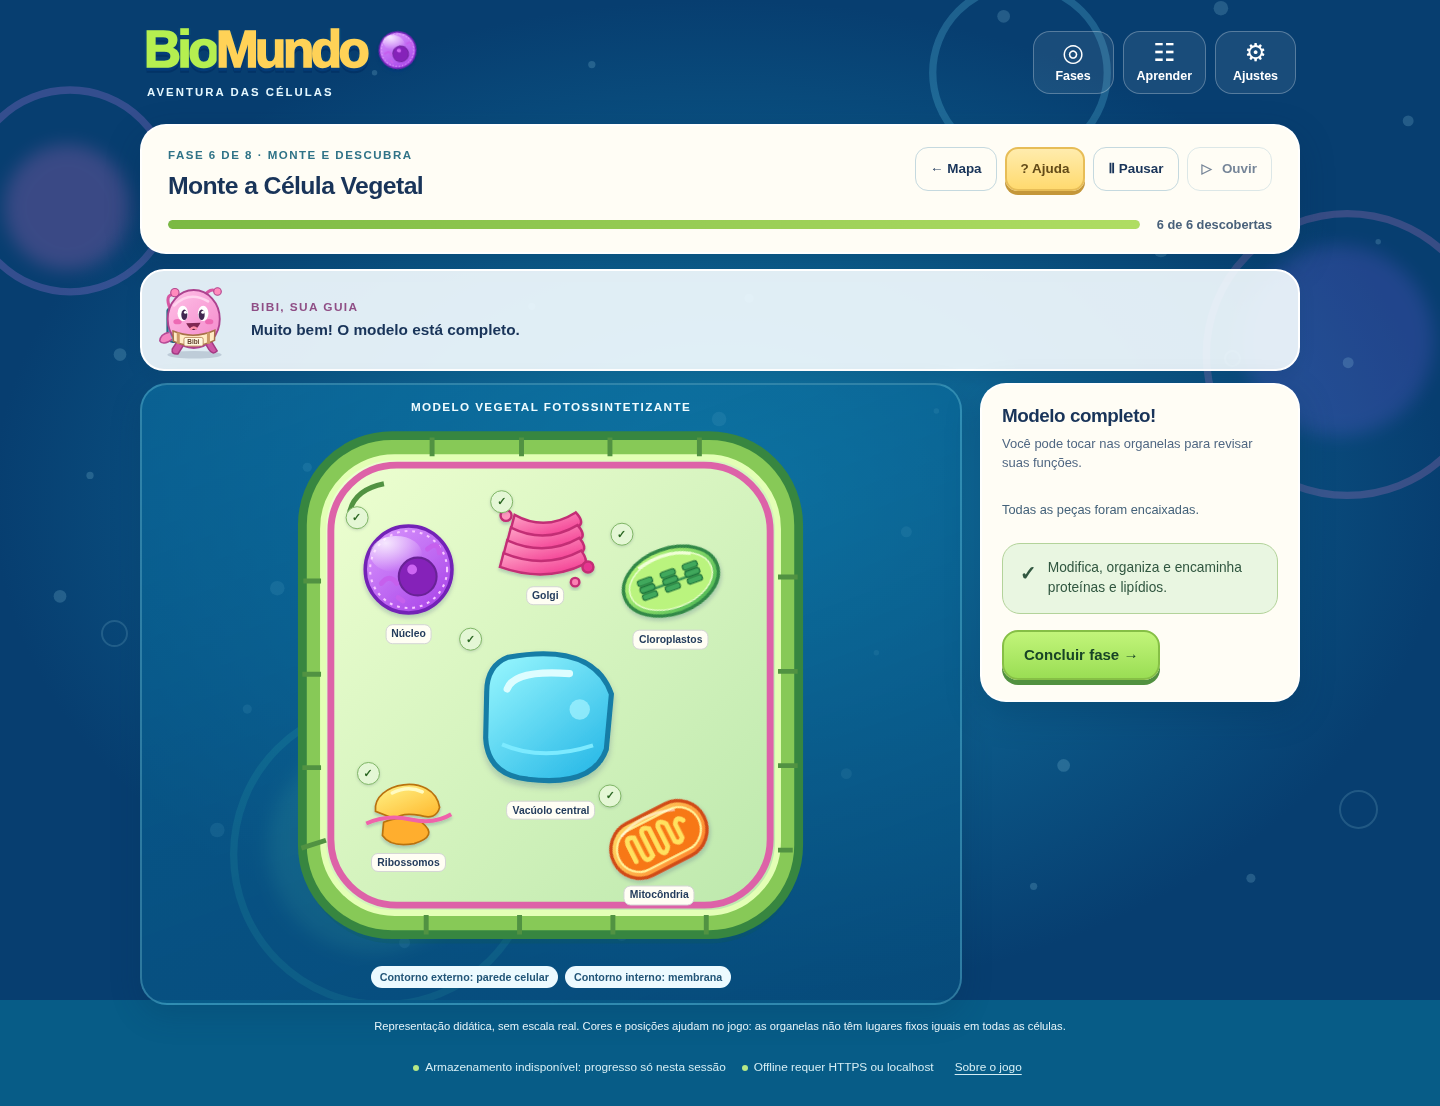 BioMundo
AVENTURA DAS CÉLULAS
Fases
Aprender
Ajustes
FASE 6 DE 8 · MONTE E DESCUBRA
Monte a Célula Vegetal
← Mapa
? Ajuda
Ⅱ Pausar
▷ Ouvir
6 de 6 descobertas
Bibi
BIBI, SUA GUIA
Muito bem! O modelo está completo.
MODELO VEGETAL FOTOSSINTETIZANTE
Golgi
Núcleo
Cloroplastos
Vacúolo central
Ribossomos
Mitocôndria
Contorno externo: parede celular
Contorno interno: membrana
Modelo completo!
Você pode tocar nas organelas para revisar
suas funções.
Todas as peças foram encaixadas.
✓ Modifica, organiza e encaminha
proteínas e lipídios.
Concluir fase →
Representação didática, sem escala real. Cores e posições ajudam no jogo: as organelas não têm lugares fixos iguais em todas as células.
Armazenamento indisponível: progresso só nesta sessão
Offline requer HTTPS ou localhost
Sobre o jogo